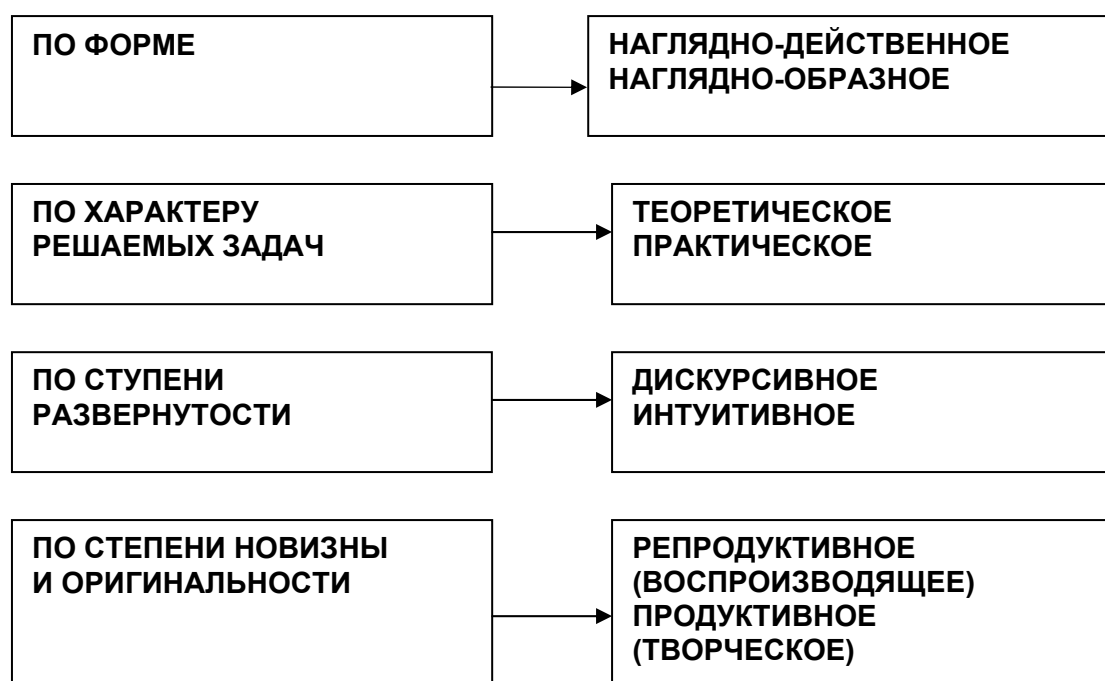 ПО ФОРМЕ
НАГЛЯДНО-ДЕЙСТВЕННОЕ
НАГЛЯДНО-ОБРАЗНОЕ
ПО ХАРАКТЕРУ
РЕШАЕМЫХ ЗАДАЧ
ТЕОРЕТИЧЕСКОЕ
ПРАКТИЧЕСКОЕ
ПО СТУПЕНИ
РАЗВЕРНУТОСТИ
ДИСКУРСИВНОЕ
ИНТУИТИВНОЕ
ПО СТЕПЕНИ НОВИЗНЫ
И ОРИГИНАЛЬНОСТИ
РЕПРОДУКТИВНОЕ
(ВОСПРОИЗВОДЯЩЕЕ)
ПРОДУКТИВНОЕ
(ТВОРЧЕСКОЕ)